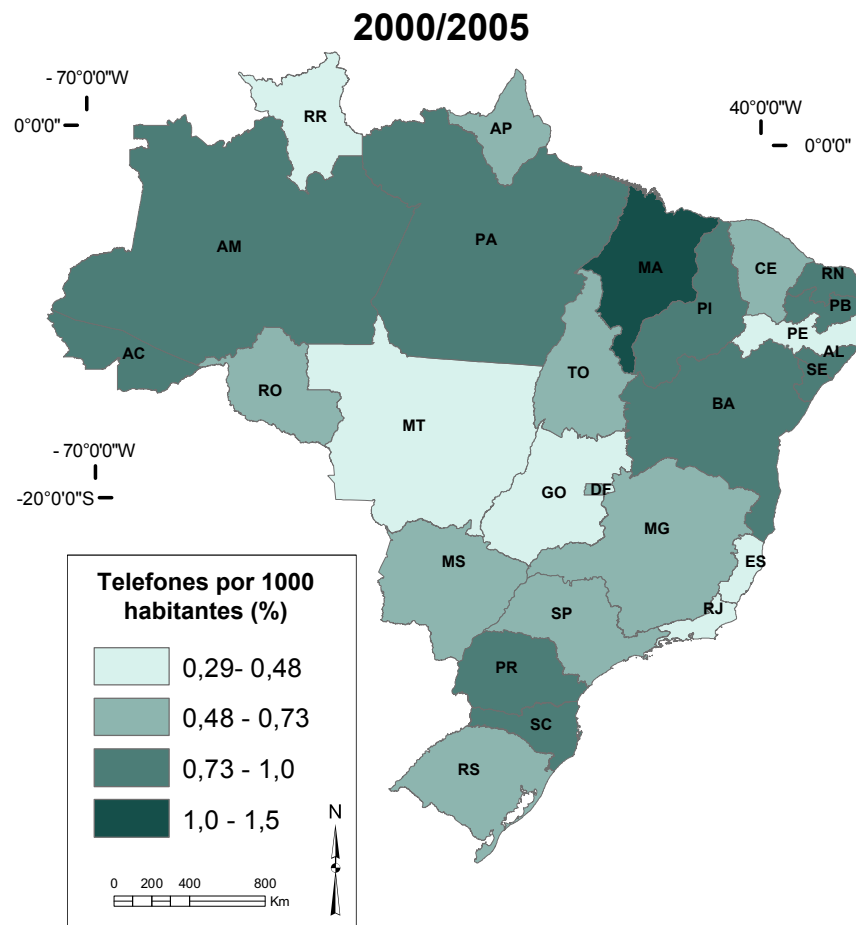 2000/2005
- 70°0'0"W
0°0'0"
40°0'0"W
0°0'0"
RR
AP
AM
PA
MA
CE
RN
PB
PI
PE
AL
SE
AC
RO
TO
BA
MT
- 70°0'0"W
-20°0'0"S
GO
DF
MG
MS
ES
RJ
SP
PR
SC
RS
Telefones por 1000
habitantes (%)
0,29- 0,48
0,48 - 0,73
0,73 - 1,0
1,0 - 1,5
N
0 200 400 800
Km